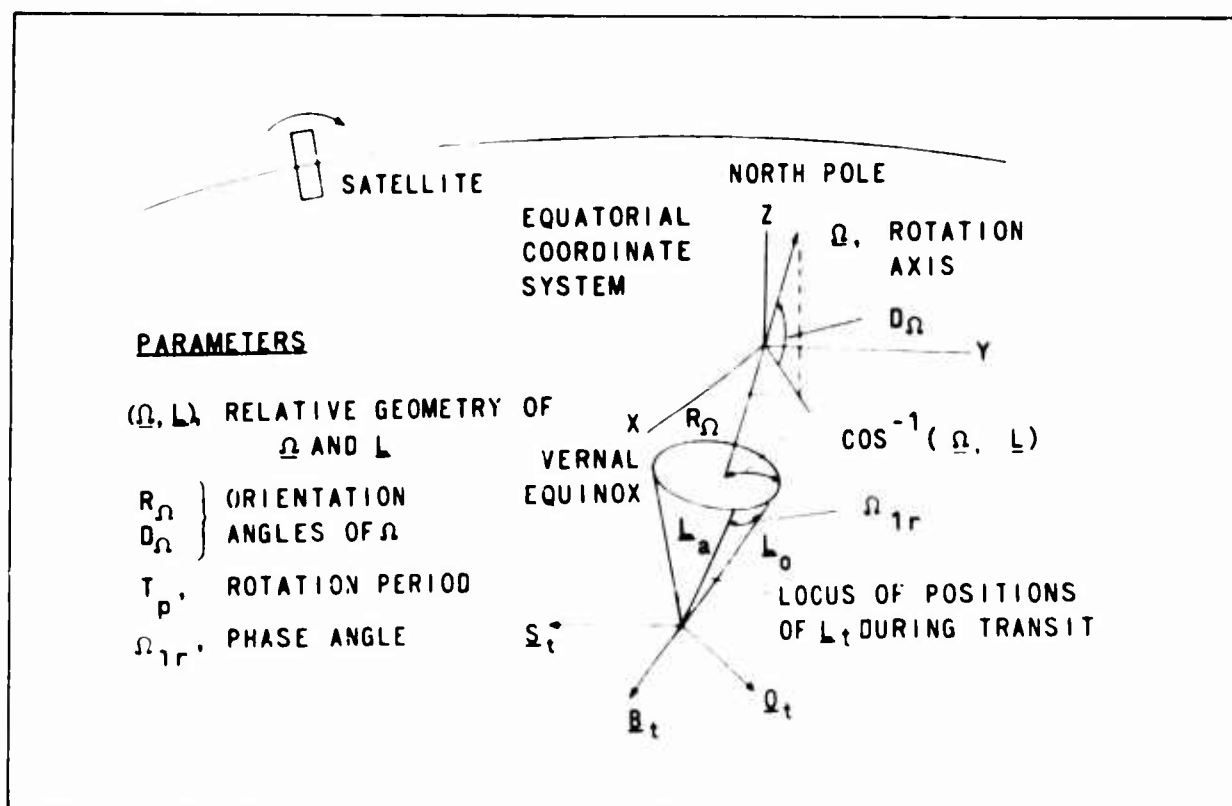 SATELLITE
NORTH POLE
EQUATORIAL
COORDINATE
SYSTEM
Z
Ω, ROTATION
AXIS
D_Ω
Y
X
R_Ω
COS⁻¹(Ω, L)
VERNAL
EQUINOX
Ω_1r
L_a
L_o
LOCUS OF POSITIONS
OF L_t DURING TRANSIT
S_t
B_t
Q_t
PARAMETERS
(Ω, L), RELATIVE GEOMETRY OF
Ω AND L
R_Ω } ORIENTATION
D_Ω } ANGLES OF Ω
T_p, ROTATION PERIOD
Ω_1r, PHASE ANGLE